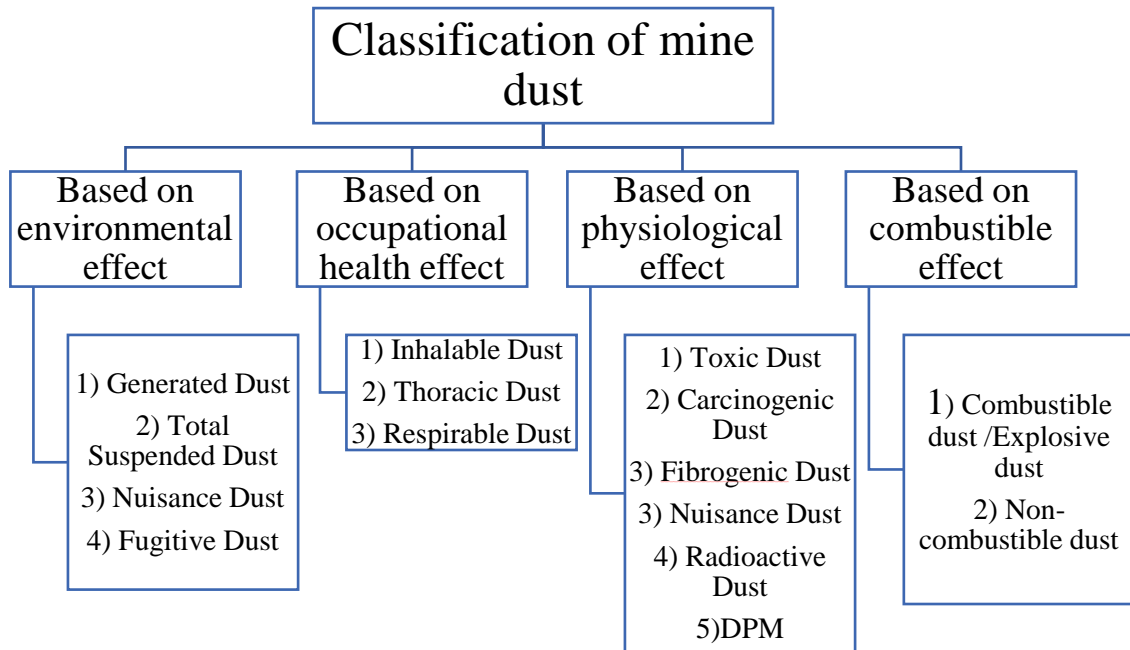 Classification of mine
dust
Based on
environmental
effect
Based on
occupational
health effect
Based on
physiological
effect
Based on
combustible
effect
1) Generated Dust
2) Total
Suspended Dust
3) Nuisance Dust
4) Fugitive Dust
1) Inhalable Dust
2) Thoracic Dust
3) Respirable Dust
1) Toxic Dust
2) Carcinogenic
Dust
3) Fibrogenic Dust
3) Nuisance Dust
4) Radioactive
Dust
5)DPM
1) Combustible
dust /Explosive
dust
2) Non-
combustible dust